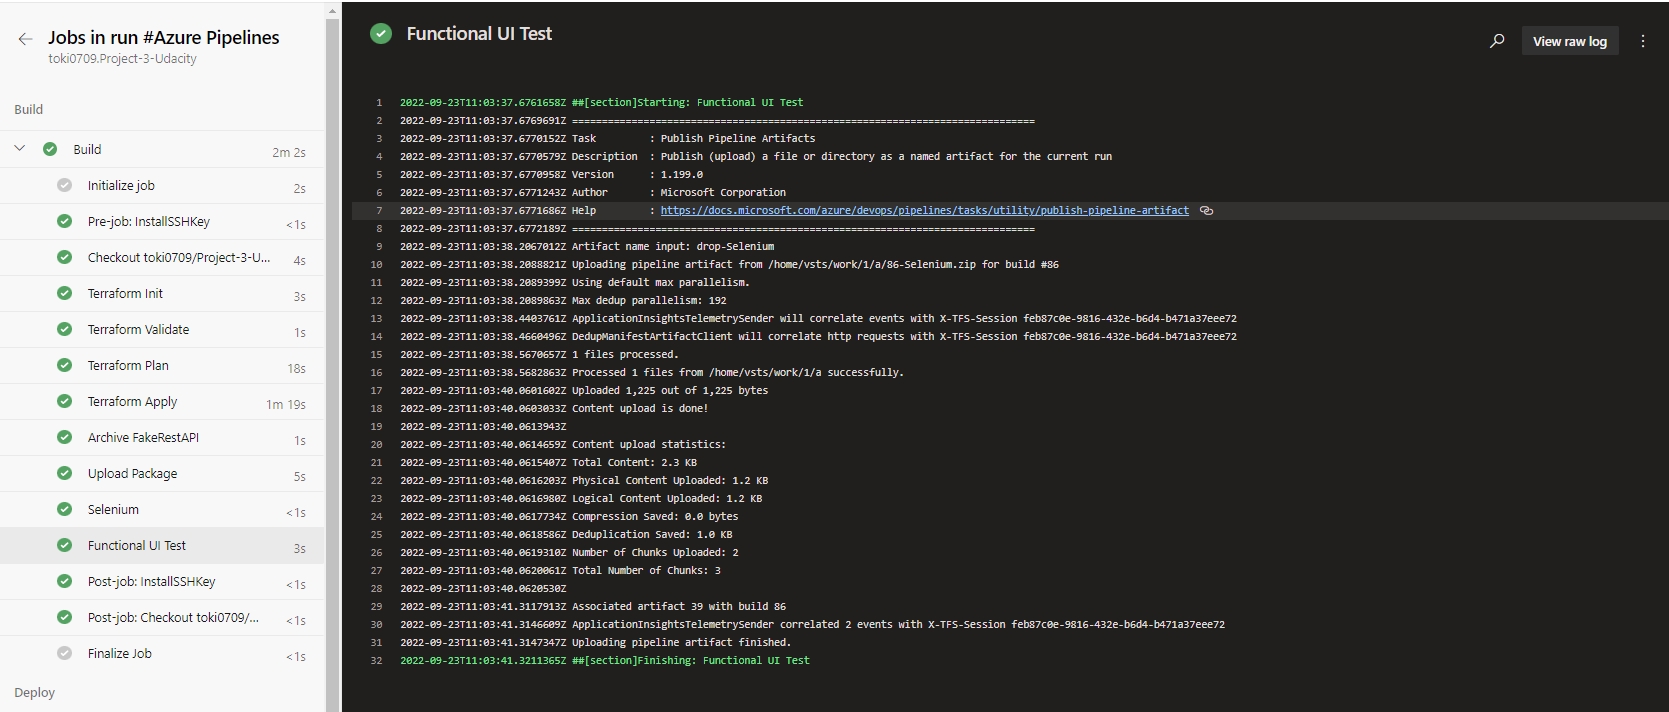 Jobs in run #Azure Pipelines
toki0709.Project-3-Udacity
Build
Build 2m 2s
Initialize job 2s
Pre-job: InstallSSHKey <1s
Checkout toki0709/Project-3-U... 4s
Terraform Init 3s
Terraform Validate 1s
Terraform Plan 18s
Terraform Apply 1m 19s
Archive FakeRestAPI 1s
Upload Package 5s
Selenium <1s
Functional UI Test 3s
Post-job: InstallSSHKey <1s
Post-job: Checkout toki0709/... <1s
Finalize Job <1s
Deploy
Functional UI Test
View raw log
1 2022-09-23T11:03:37.6761658Z ##[section]Starting: Functional UI Test
2 2022-09-23T11:03:37.6769691Z ==============================================================================
3 2022-09-23T11:03:37.6770152Z Task : Publish Pipeline Artifacts
4 2022-09-23T11:03:37.6770579Z Description : Publish (upload) a file or directory as a named artifact for the current run
5 2022-09-23T11:03:37.6770958Z Version : 1.199.0
6 2022-09-23T11:03:37.6771243Z Author : Microsoft Corporation
7 2022-09-23T11:03:37.6771686Z Help : https://docs.microsoft.com/azure/devops/pipelines/tasks/utility/publish-pipeline-artifact
8 2022-09-23T11:03:37.6772189Z ==============================================================================
9 2022-09-23T11:03:38.2067012Z Artifact name input: drop-Selenium
10 2022-09-23T11:03:38.2088821Z Uploading pipeline artifact from /home/vsts/work/1/a/86-Selenium.zip for build #86
11 2022-09-23T11:03:38.2089399Z Using default max parallelism.
12 2022-09-23T11:03:38.2089863Z Max dedup parallelism: 192
13 2022-09-23T11:03:38.4403761Z ApplicationInsightsTelemetrySender will correlate events with X-TFS-Session feb87c0e-9816-432e-b6d4-b471a37eee72
14 2022-09-23T11:03:38.4660496Z DedupManifestArtifactClient will correlate http requests with X-TFS-Session feb87c0e-9816-432e-b6d4-b471a37eee72
15 2022-09-23T11:03:38.5670657Z 1 files processed.
16 2022-09-23T11:03:38.5682863Z Processed 1 files from /home/vsts/work/1/a successfully.
17 2022-09-23T11:03:40.0601602Z Uploaded 1,225 out of 1,225 bytes
18 2022-09-23T11:03:40.0603033Z Content upload is done!
19 2022-09-23T11:03:40.0613943Z
20 2022-09-23T11:03:40.0614659Z Content upload statistics:
21 2022-09-23T11:03:40.0615407Z Total Content: 2.3 KB
22 2022-09-23T11:03:40.0616203Z Physical Content Uploaded: 1.2 KB
23 2022-09-23T11:03:40.0616980Z Logical Content Uploaded: 1.2 KB
24 2022-09-23T11:03:40.0617734Z Compression Saved: 0.0 bytes
25 2022-09-23T11:03:40.0618586Z Deduplication Saved: 1.0 KB
26 2022-09-23T11:03:40.0619310Z Number of Chunks Uploaded: 2
27 2022-09-23T11:03:40.0620061Z Total Number of Chunks: 3
28 2022-09-23T11:03:40.0620530Z
29 2022-09-23T11:03:41.3117913Z Associated artifact 39 with build 86
30 2022-09-23T11:03:41.3146609Z ApplicationInsightsTelemetrySender correlated 2 events with X-TFS-Session feb87c0e-9816-432e-b6d4-b471a37eee72
31 2022-09-23T11:03:41.3147347Z Uploading pipeline artifact finished.
32 2022-09-23T11:03:41.3211365Z ##[section]Finishing: Functional UI Test